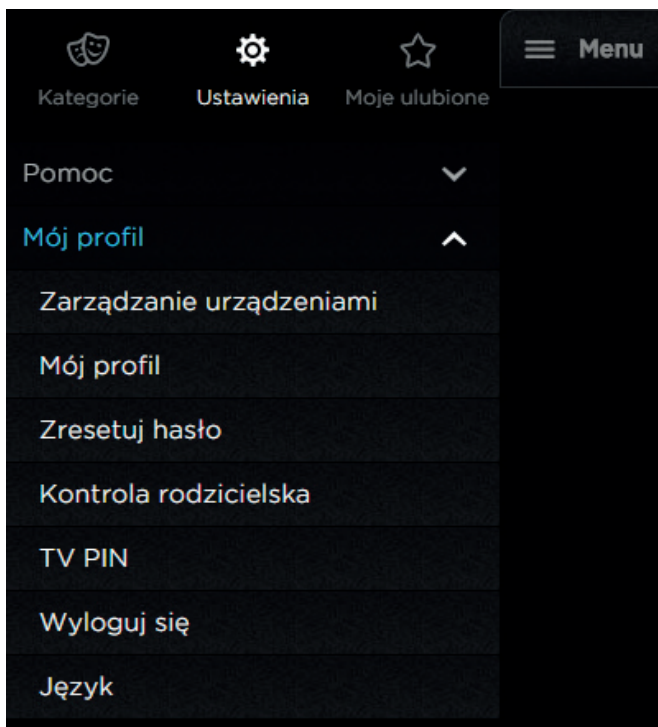 Kategorie Ustawienia Moje ulubione Menu
Pomoc
Mój profil
Zarządzanie urządzeniami
Mój profil
Zresetuj hasło
Kontrola rodzicielska
TV PIN
Wyloguj się
Język